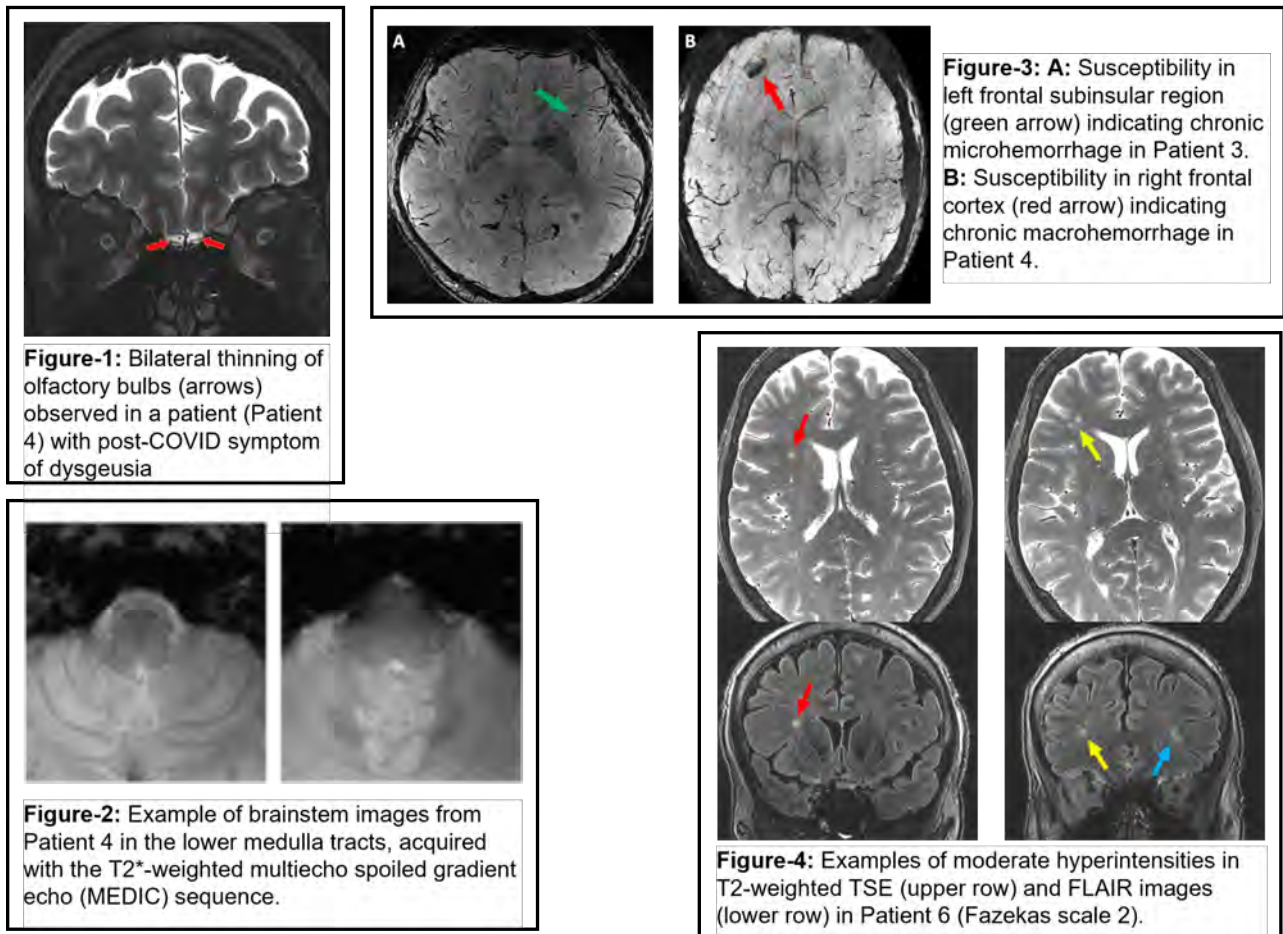 Figure-1: Bilateral thinning of
olfactory bulbs (arrows)
observed in a patient (Patient
4) with post-COVID symptom
of dysgeusia
A
B
Figure-3: A: Susceptibility in
left frontal subinsular region
(green arrow) indicating chronic
microhemorrhage in Patient 3.
B: Susceptibility in right frontal
cortex (red arrow) indicating
chronic macrohemorrhage in
Patient 4.
Figure-2: Example of brainstem images from
Patient 4 in the lower medulla tracts, acquired
with the T2*-weighted multiecho spoiled gradient
echo (MEDIC) sequence.
Figure-4: Examples of moderate hyperintensities in
T2-weighted TSE (upper row) and FLAIR images
(lower row) in Patient 6 (Fazekas scale 2).